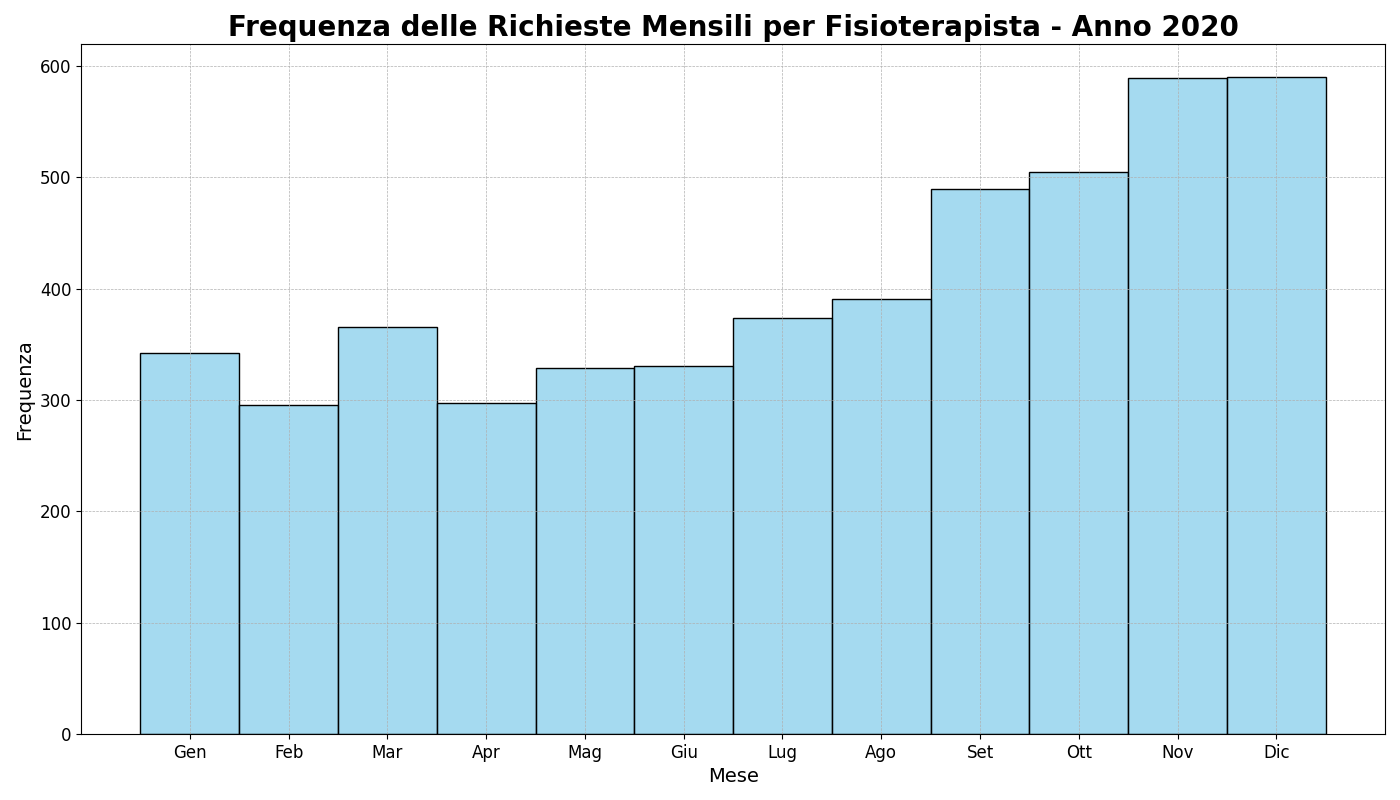 Frequenza delle Richieste Mensili per Fisioterapista - Anno 2020
600
500
400
300
200
100
0
Frequenza
Gen Feb Mar Apr Mag Giu Lug Ago Set Ott Nov Dic
Mese